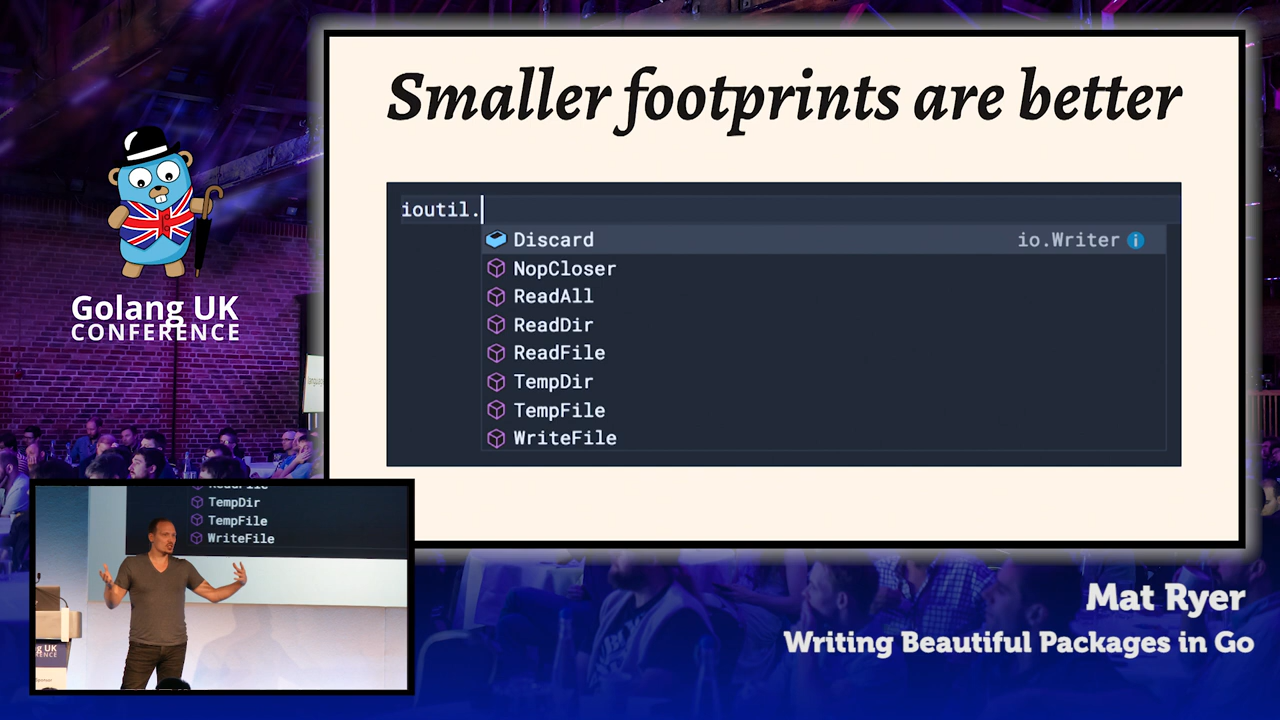 Smaller footprints are better
ioutil.
Discard io.Writer i
NopCloser
ReadAll
ReadDir
ReadFile
TempDir
TempFile
WriteFile
Golang UK
CONFERENCE
TempDir
TempFile
WriteFile
Mat Ryer
Writing Beautiful Packages in Go